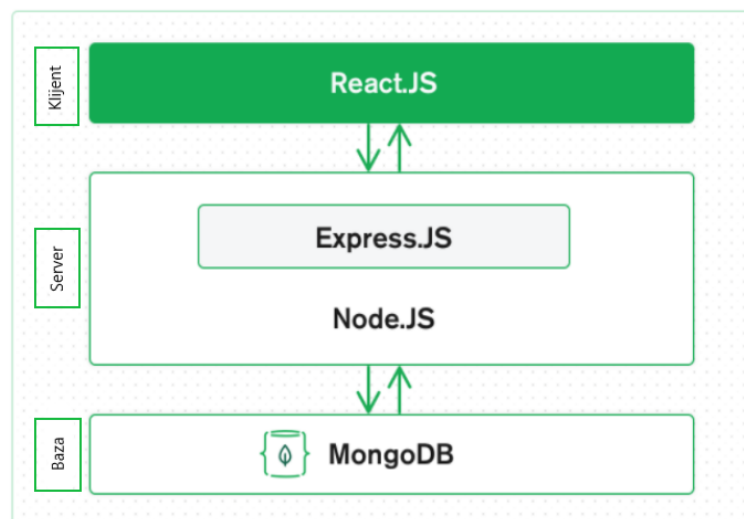 Klijent
React.JS
Server
Express.JS
Node.JS
Baza
MongoDB